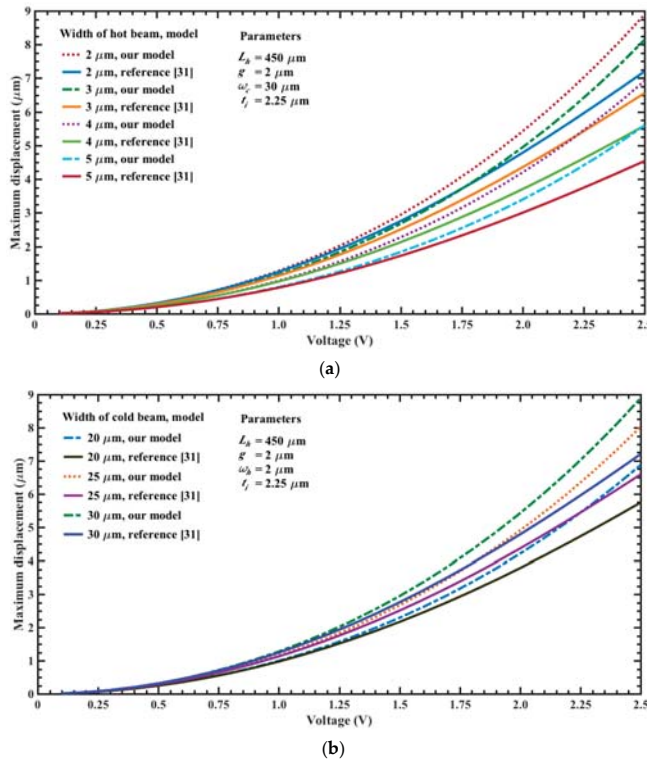 Width of hot beam, model
2 μm, our model
2 μm, reference [31]
3 μm, our model
3 μm, reference [31]
4 μm, our model
4 μm, reference [31]
5 μm, our model
5 μm, reference [31]
Parameters
L_h = 450 μm
g = 2 μm
ω_c = 30 μm
t_j = 2.25 μm
Maximum displacement (μm)
9
8
7
6
5
4
3
2
1
0
0 0.25 0.5 0.75 1.0 1.25 1.5 1.75 2.0 2.25 2.5
Voltage (V)
(a)
Width of cold beam, model
20 μm, our model
20 μm, reference [31]
25 μm, our model
25 μm, reference [31]
30 μm, our model
30 μm, reference [31]
Parameters
L_h = 450 μm
g = 2 μm
ω_h = 2 μm
t_j = 2.25 μm
Maximum displacement (μm)
9
8
7
6
5
4
3
2
1
0
0 0.25 0.5 0.75 1.0 1.25 1.5 1.75 2.0 2.25 2.5
Voltage (V)
(b)